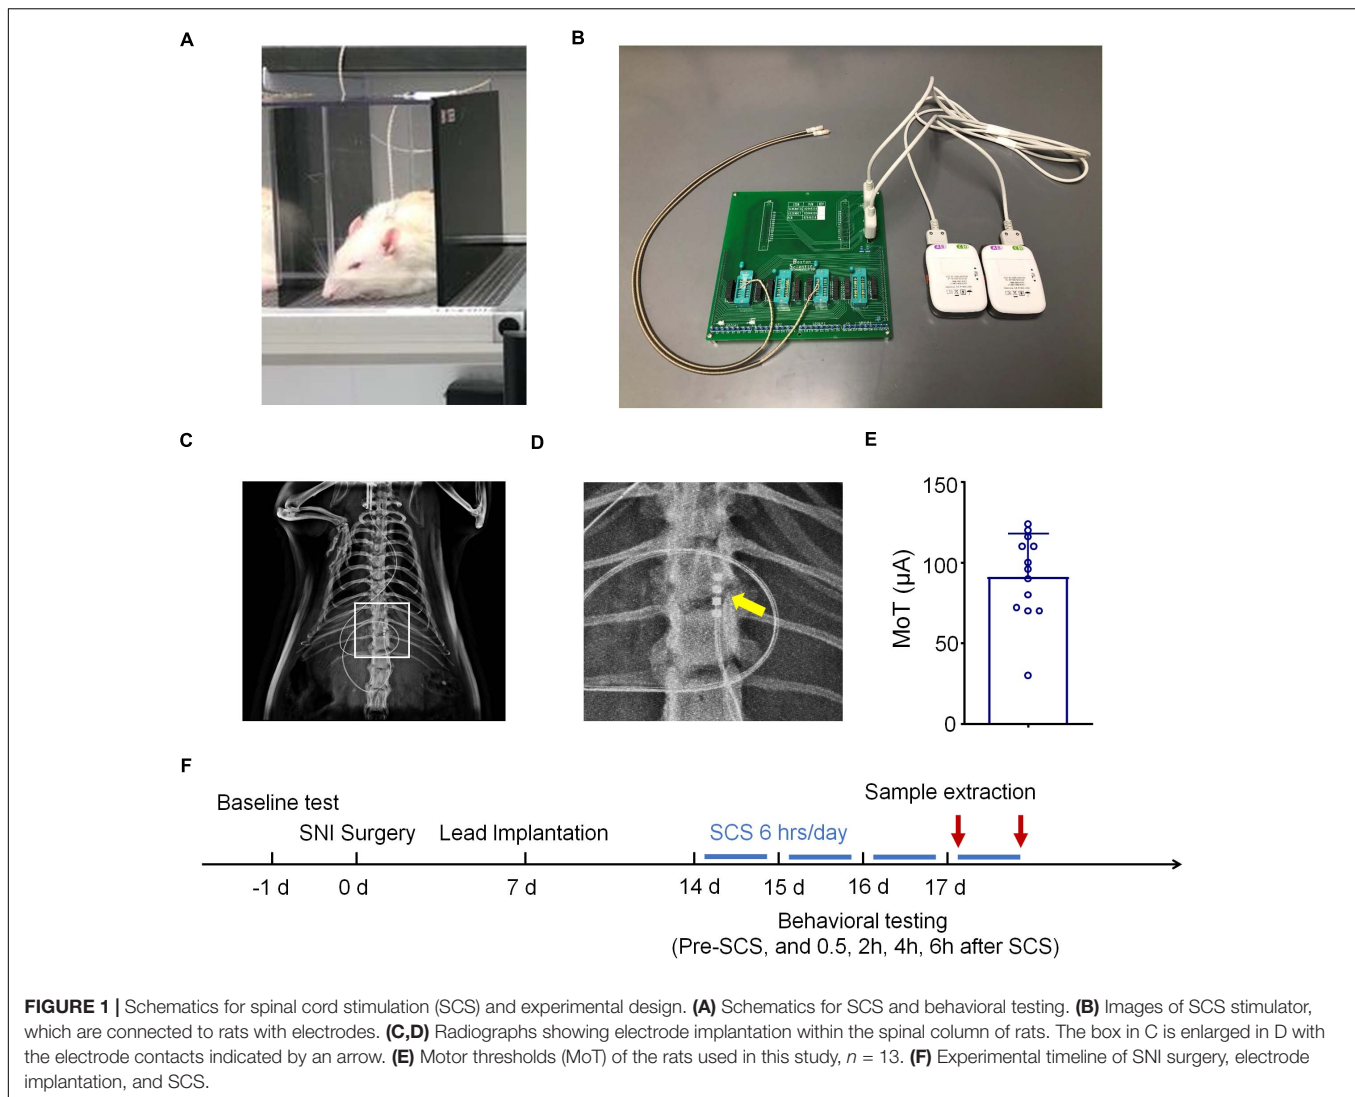 A
B
Boston
Scientific
C
D
E
150
100
50
0
MoT (μA)
F
Baseline test
SNI Surgery
Lead Implantation
SCS 6 hrs/day
Sample extraction
-1 d
0 d
7 d
14 d
15 d
16 d
17 d
Behavioral testing
(Pre-SCS, and 0.5, 2h, 4h, 6h after SCS)
FIGURE 1 | Schematics for spinal cord stimulation (SCS) and experimental design. (A) Schematics for SCS and behavioral testing. (B) Images of SCS stimulator,
which are connected to rats with electrodes. (C,D) Radiographs showing electrode implantation within the spinal column of rats. The box in C is enlarged in D with
the electrode contacts indicated by an arrow. (E) Motor thresholds (MoT) of the rats used in this study, n = 13. (F) Experimental timeline of SNI surgery, electrode
implantation, and SCS.